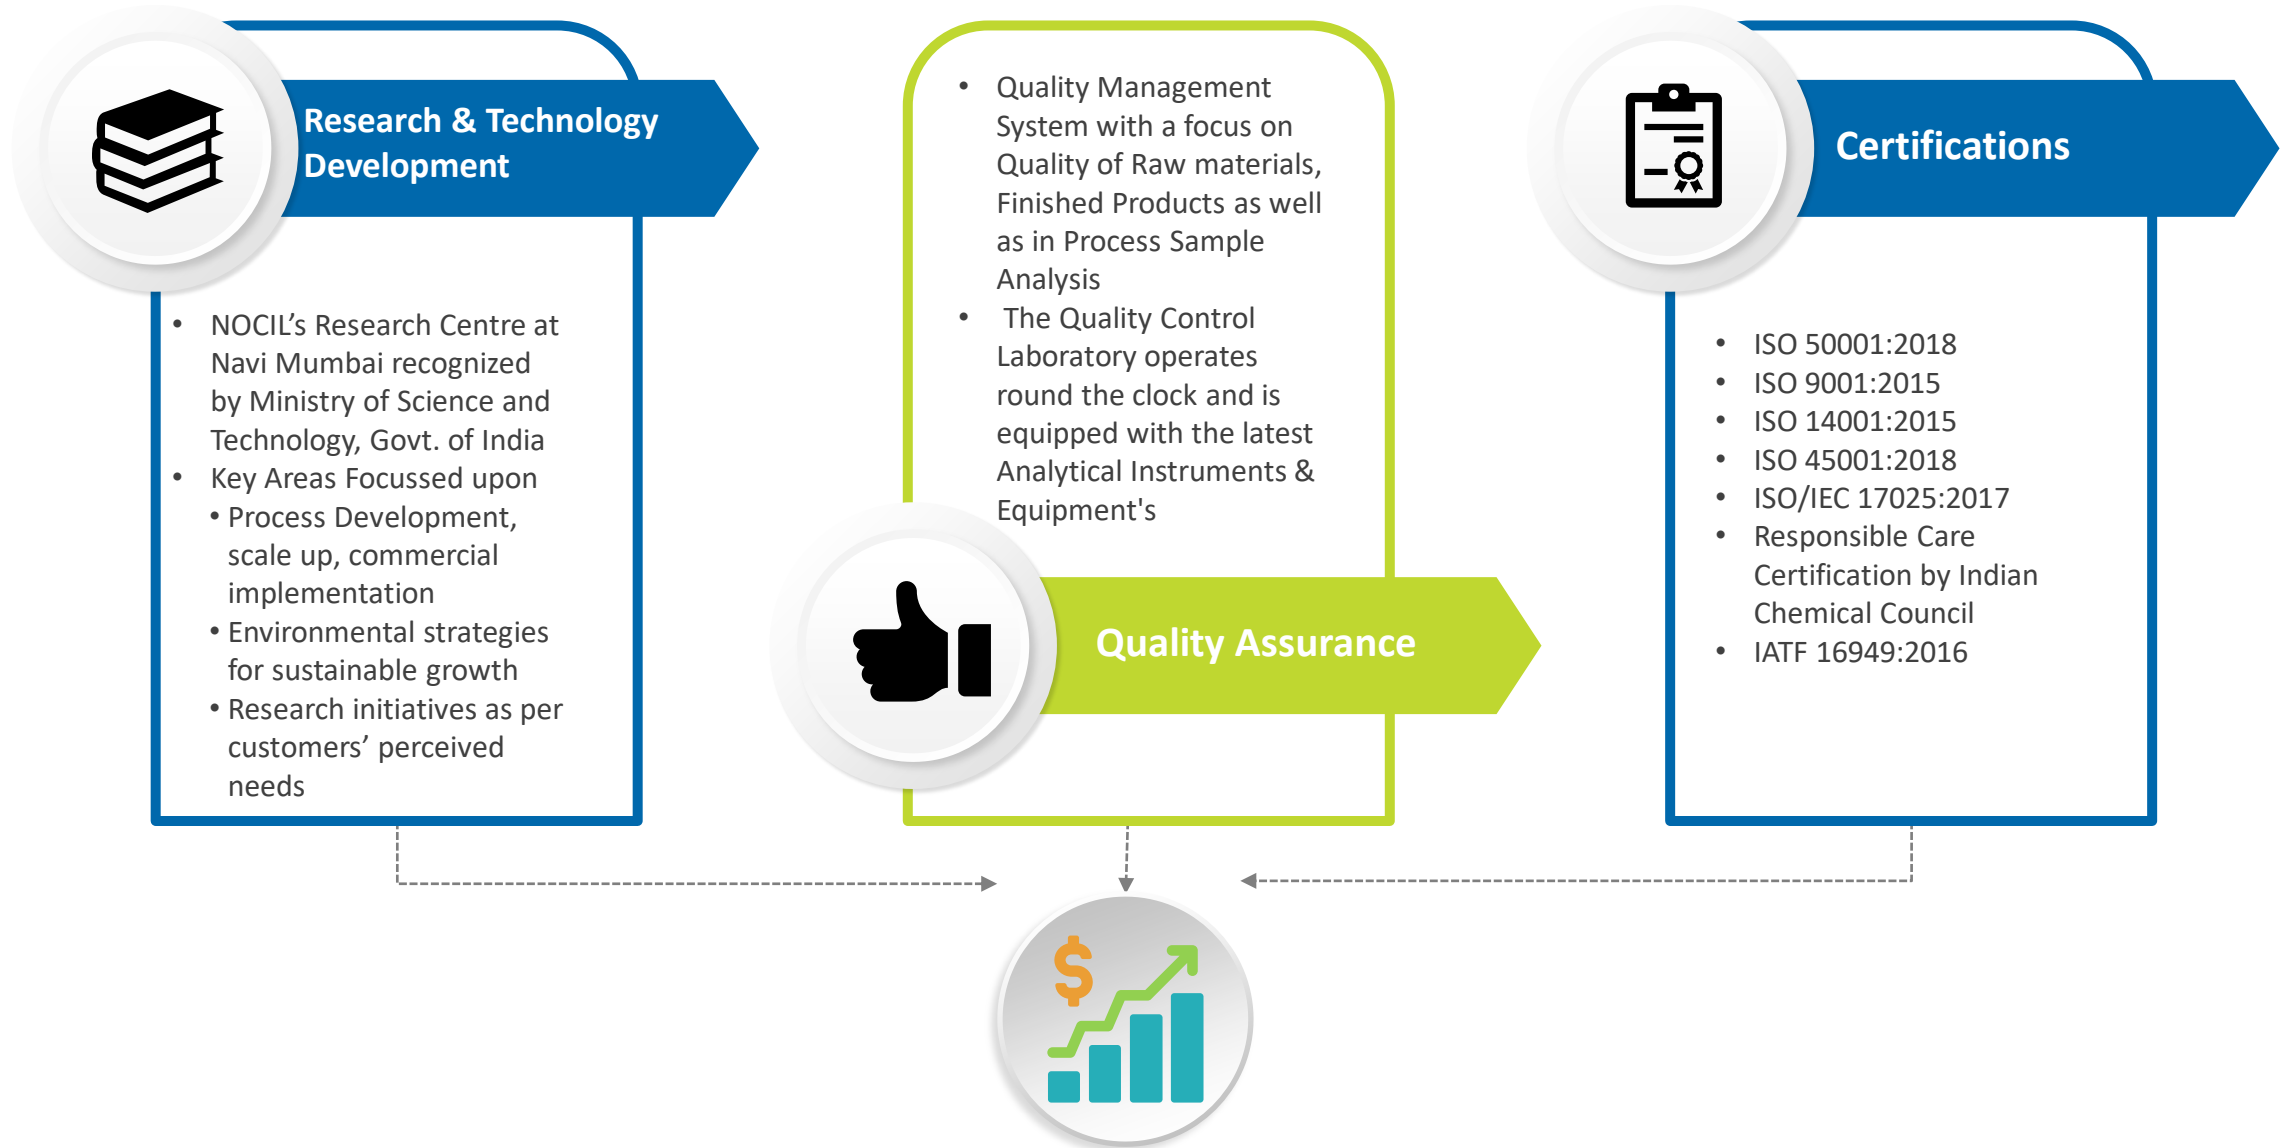 Research & Technology
Development
• NOCIL’s Research Centre at
Navi Mumbai recognized
by Ministry of Science and
Technology, Govt. of India
• Key Areas Focussed upon
• Process Development,
scale up, commercial
implementation
• Environmental strategies
for sustainable growth
• Research initiatives as per
customers’ perceived
needs
• Quality Management
System with a focus on
Quality of Raw materials,
Finished Products as well
as in Process Sample
Analysis
• The Quality Control
Laboratory operates
round the clock and is
equipped with the latest
Analytical Instruments &
Equipment's
Quality Assurance
Certifications
• ISO 50001:2018
• ISO 9001:2015
• ISO 14001:2015
• ISO 45001:2018
• ISO/IEC 17025:2017
• Responsible Care
Certification by Indian
Chemical Council
• IATF 16949:2016
$